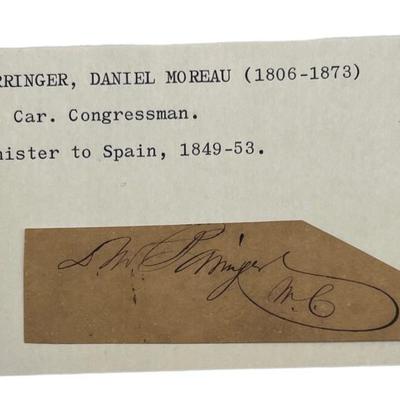 RRINGER, DANIEL MOREAU (1806-1873)
Car. Congressman.
nister to Spain, 1849-53.
D. M. Barringer
M.C